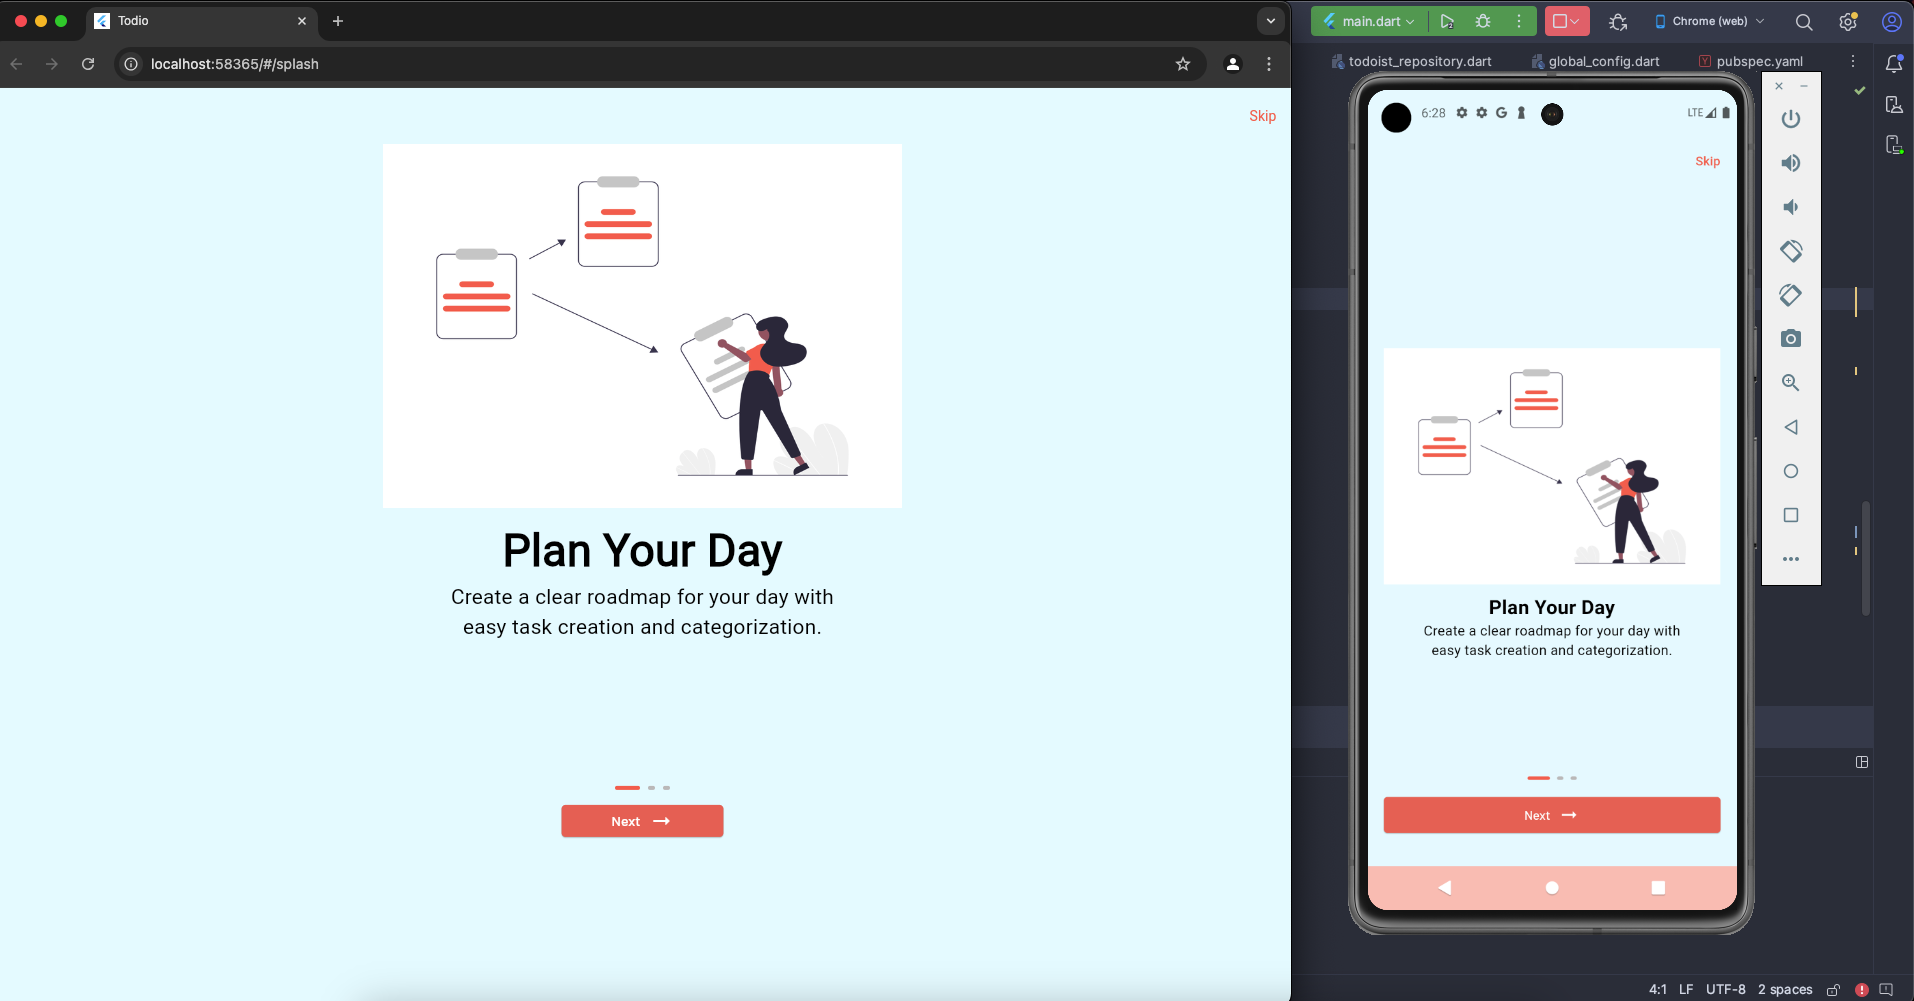 Todio
localhost:58365/#/splash
Skip
Plan Your Day
Create a clear roadmap for your day with
easy task creation and categorization.
Next
main.dart
Chrome (web)
todoist_repository.dart
global_config.dart
pubspec.yaml
6:28
LTE
Skip
Plan Your Day
Create a clear roadmap for your day with
easy task creation and categorization.
Next
4:1 LF UTF-8 2 spaces